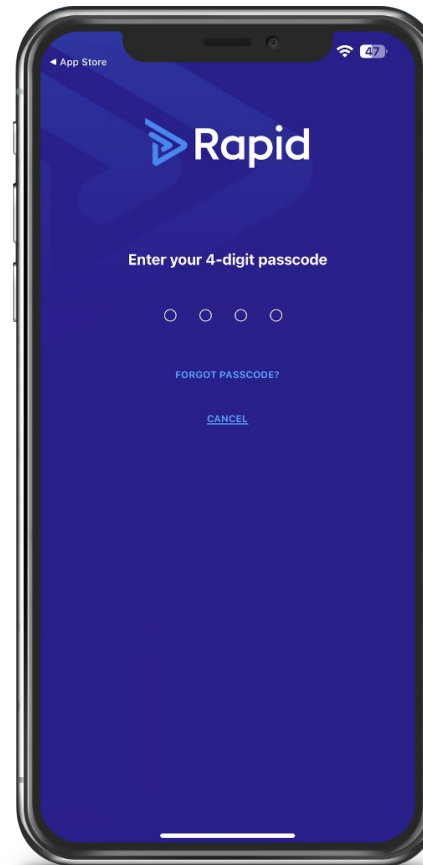 ◀ App Store
47
Rapid
Enter your 4-digit passcode
FORGOT PASSCODE?
CANCEL